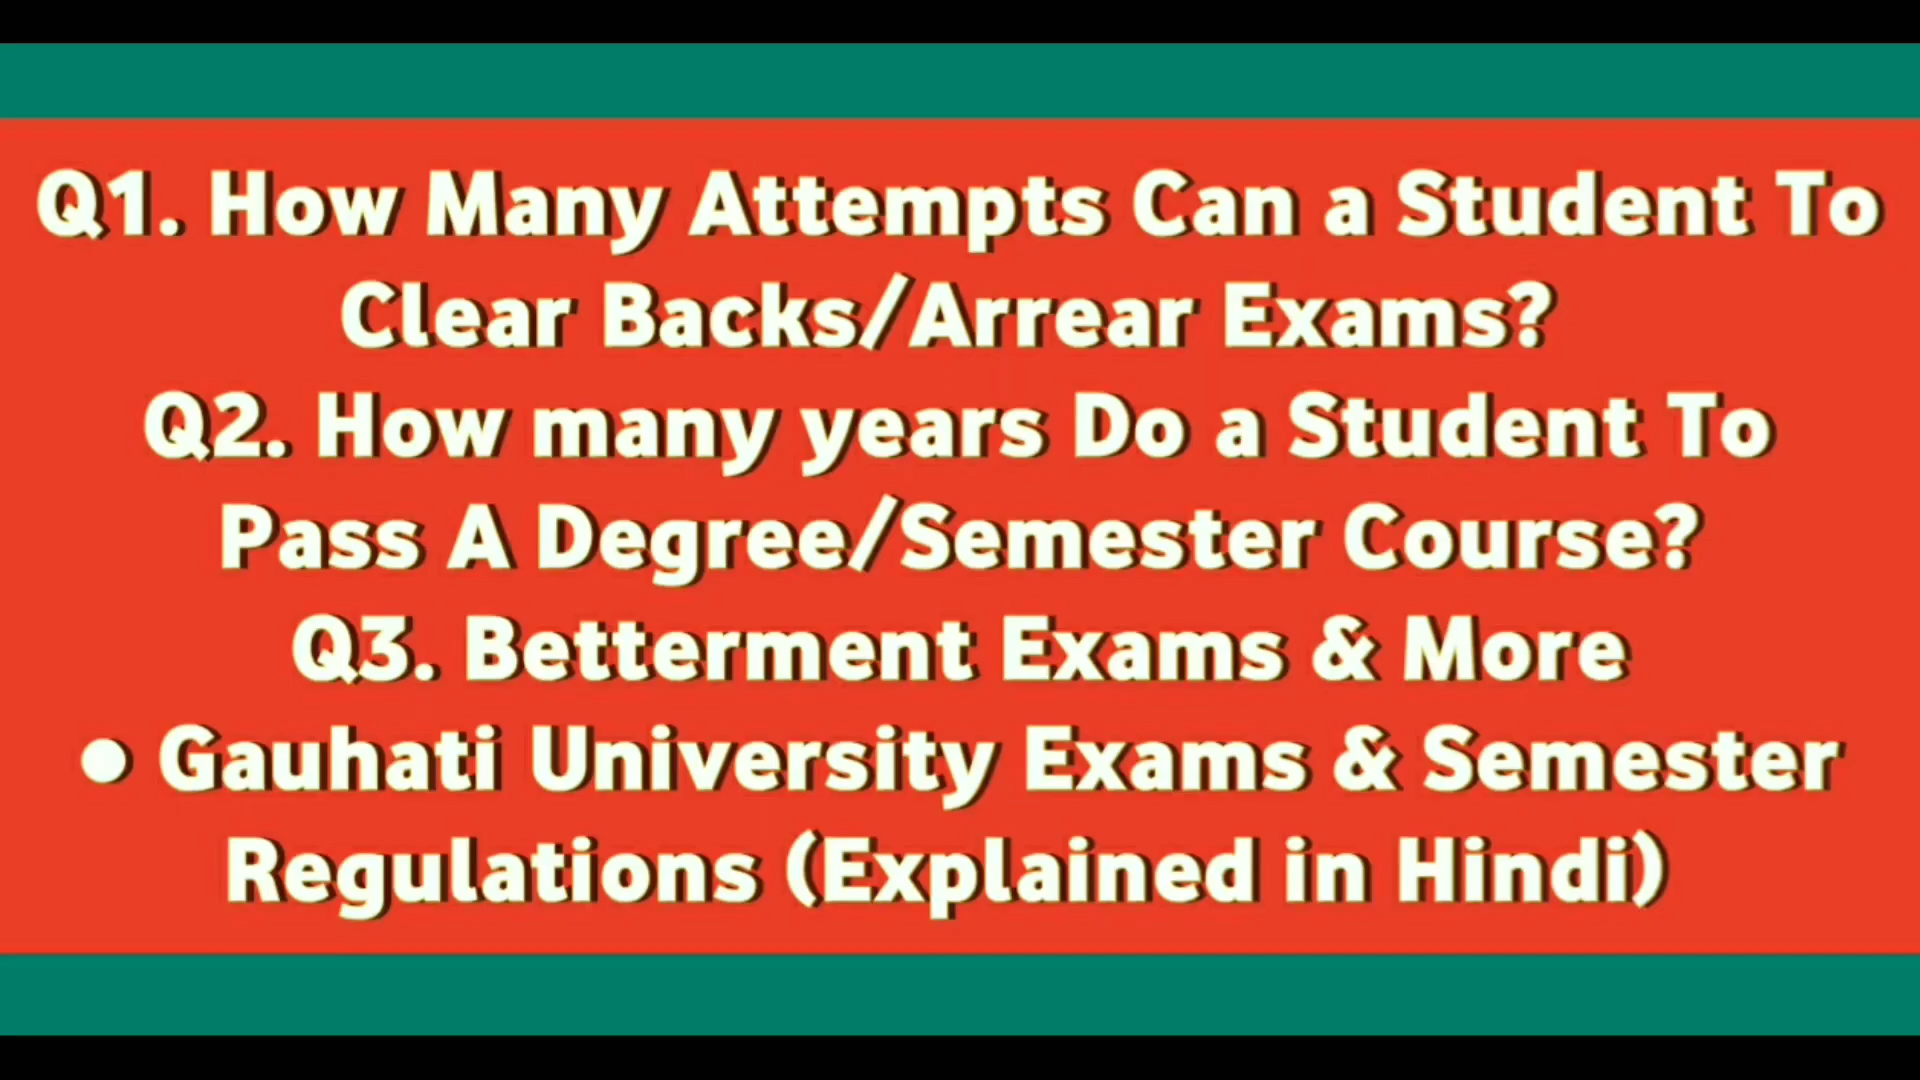 Q1. How Many Attempts Can a Student To
Clear Backs/Arrear Exams?
Q2. How many years Do a Student To
Pass A Degree/Semester Course?
Q3. Betterment Exams & More
● Gauhati University Exams & Semester
Regulations (Explained in Hindi)